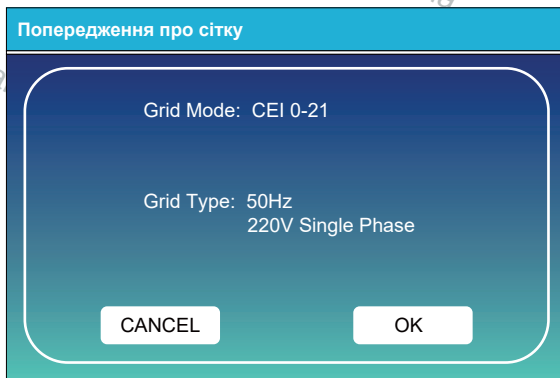 Попередження про сітку
Grid Mode: CEI 0-21
Grid Type: 50Hz
220V Single Phase
CANCEL
OK